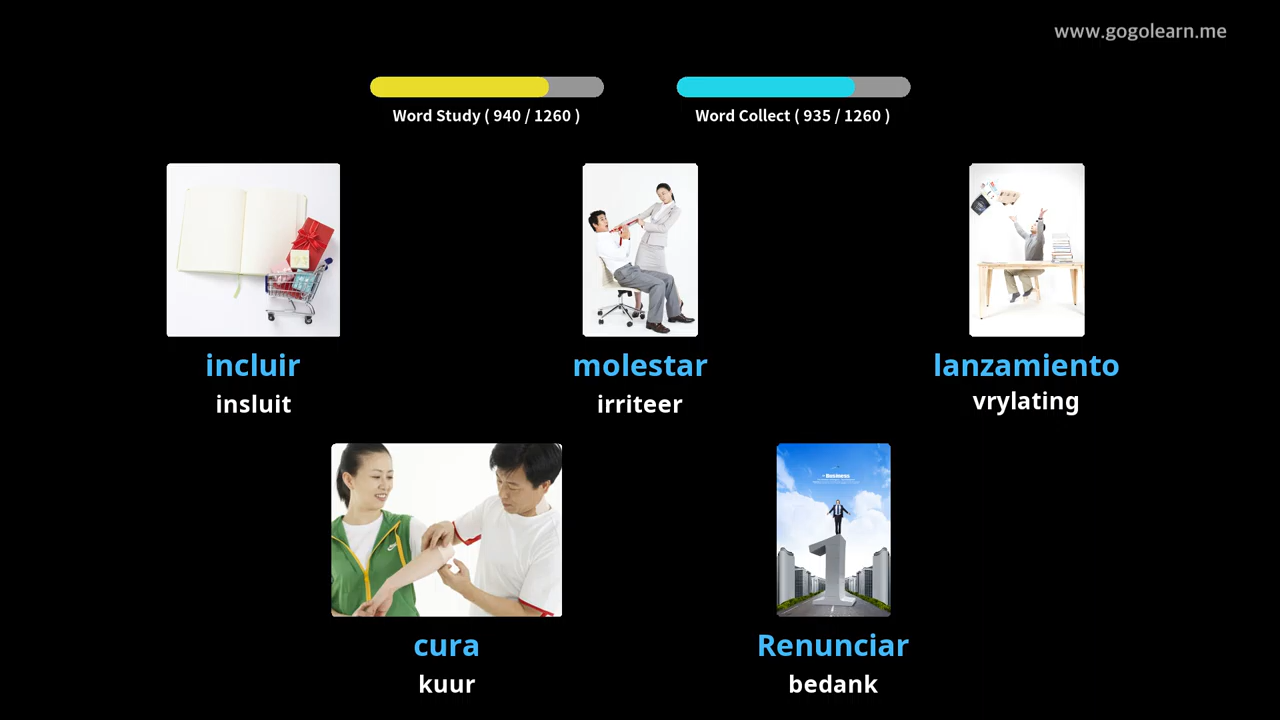 www.gogolearn.me
Word Study ( 940 / 1260 )
Word Collect ( 935 / 1260 )
incluir
molestar
lanzamiento
insluit
irriteer
vrylating
Business
cura
Renunciar
kuur
bedank